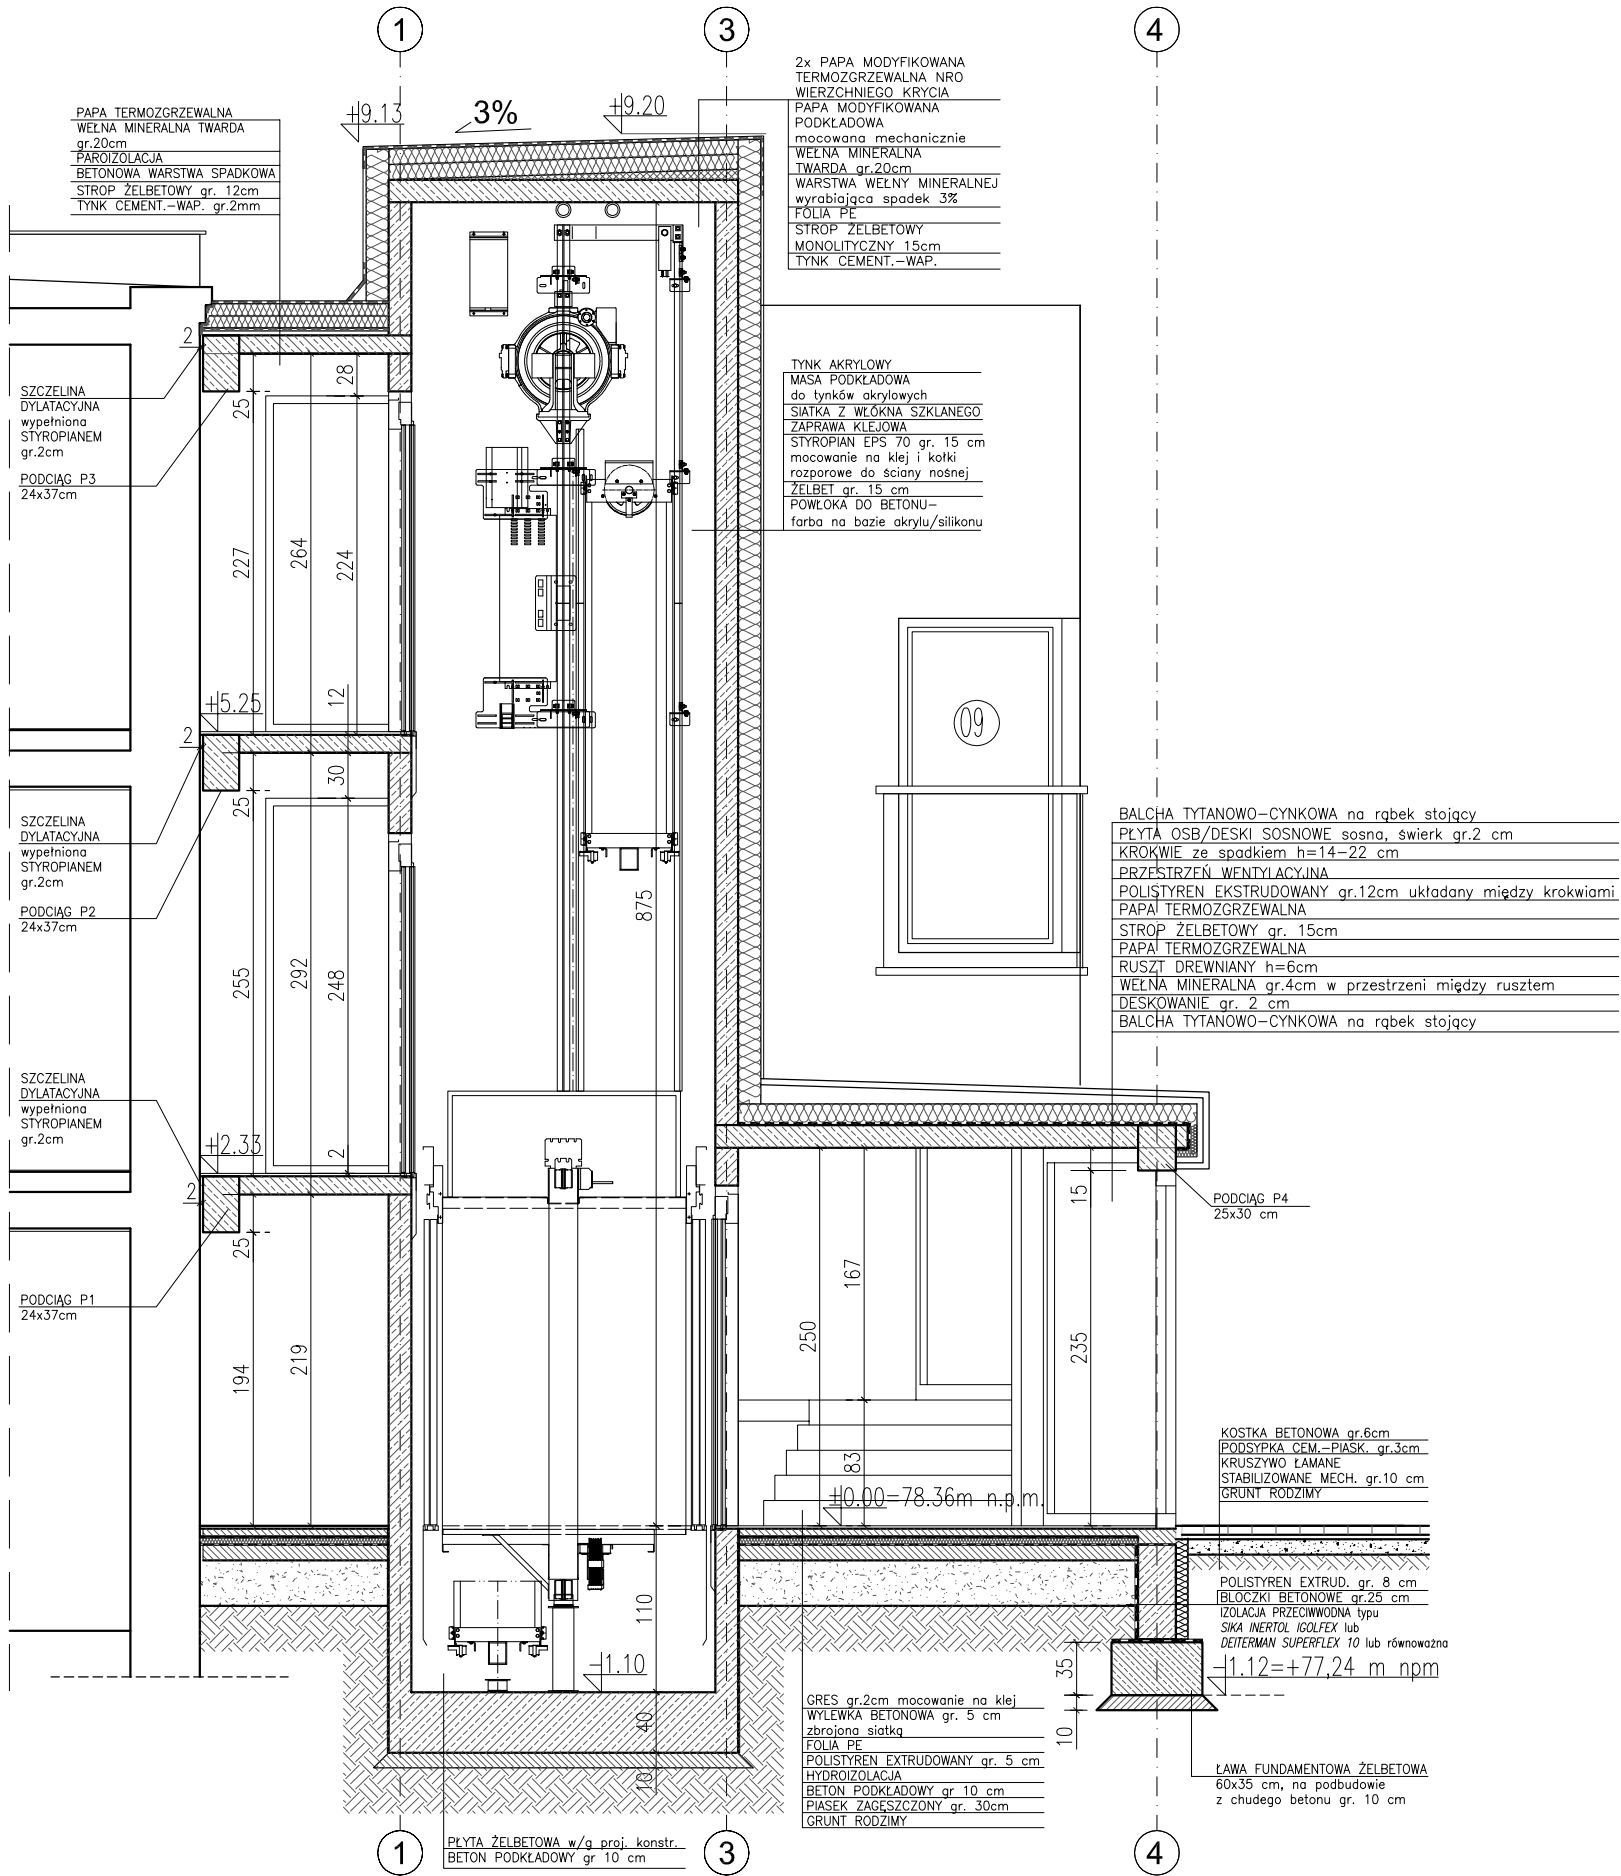 1
3
4
PAPA TERMOZGRZEWALNA
WEŁNA MINERALNA TWARDA
gr.20cm
PAROIZOLACJA
BETONOWA WARSTWA SPADKOWA
STROP ŻELBETOWY gr. 12cm
TYNK CEMENT.-WAP. gr.2mm
+9.13
3%
+9.20
2x PAPA MODYFIKOWANA
TERMOZGRZEWALNA NRO
WIERZCHNIEGO KRYCIA
PAPA MODYFIKOWANA
PODKŁADOWA
mocowana mechanicznie
WEŁNA MINERALNA
TWARDA gr.20cm
WARSTWA WEŁNY MINERALNEJ
wyrabiająca spadek 3%
FOLIA PE
STROP ŻELBETOWY
MONOLITYCZNY 15cm
TYNK CEMENT.-WAP.
2
SZCZELINA
DYLATACYJNA
wypełniona
STYROPIANEM
gr.2cm
PODCIĄG P3
24x37cm
25
28
227
264
224
12
+5.25
TYNK AKRYLOWY
MASA PODKŁADOWA
do tynków akrylowych
SIATKA Z WŁÓKNA SZKLANEGO
ZAPRAWA KLEJOWA
STYROPIAN EPS 70 gr. 15 cm
mocowanie na klej i kołki
rozporowe do ściany nośnej
ŻELBET gr. 15 cm
POWŁOKA DO BETONU-
farba na bazie akrylu/silikonu
09
2
SZCZELINA
DYLATACYJNA
wypełniona
STYROPIANEM
gr.2cm
PODCIĄG P2
24x37cm
25
30
255
292
248
2
875
BALCHA TYTANOWO-CYNKOWA na rąbek stojący
PŁYTA OSB/DESKI SOSNOWE sosna, świerk gr.2 cm
KROKWIE ze spadkiem h=14-22 cm
PRZESTRZEŃ WENTYLACYJNA
POLISTYREN EKSTRUDOWANY gr.12cm układany między krokwiami
PAPA TERMOZGRZEWALNA
STROP ŻELBETOWY gr. 15cm
PAPA TERMOZGRZEWALNA
RUSZT DREWNIANY h=6cm
WEŁNA MINERALNA gr.4cm w przestrzeni między rusztem
DESKOWANIE gr. 2 cm
BALCHA TYTANOWO-CYNKOWA na rąbek stojący
SZCZELINA
DYLATACYJNA
wypełniona
STYROPIANEM
gr.2cm
+2.33
2
PODCIĄG P1
24x37cm
25
194
219
PODCIĄG P4
25x30 cm
15
167
250
235
83
±0.00=78.36m n.p.m.
KOSTKA BETONOWA gr.6cm
PODSYPKA CEM.-PIASK. gr.3cm
KRUSZYWO ŁAMANE
STABILIZOWANE MECH. gr.10 cm
GRUNT RODZIMY
POLISTYREN EXTRUD. gr. 8 cm
BLOCZKI BETONOWE gr.25 cm
IZOLACJA PRZECIWWODNA typu
SIKA INERTOL IGOLFEX lub
DEITERMAN SUPERFLEX 10 lub równoważna
-1.12=+77,24 m npm
110
-1.10
40
10
35
10
GRES gr.2cm mocowanie na klej
WYLEWKA BETONOWA gr. 5 cm
zbrojona siatką
FOLIA PE
POLISTYREN EXTRUDOWANY gr. 5 cm
HYDROIZOLACJA
BETON PODKŁADOWY gr 10 cm
PIASEK ZAGĘSZCZONY gr. 30cm
GRUNT RODZIMY
ŁAWA FUNDAMENTOWA ŻELBETOWA
60x35 cm, na podbudowie
z chudego betonu gr. 10 cm
PŁYTA ŻELBETOWA w/g proj. konstr.
BETON PODKŁADOWY gr 10 cm
1
3
4